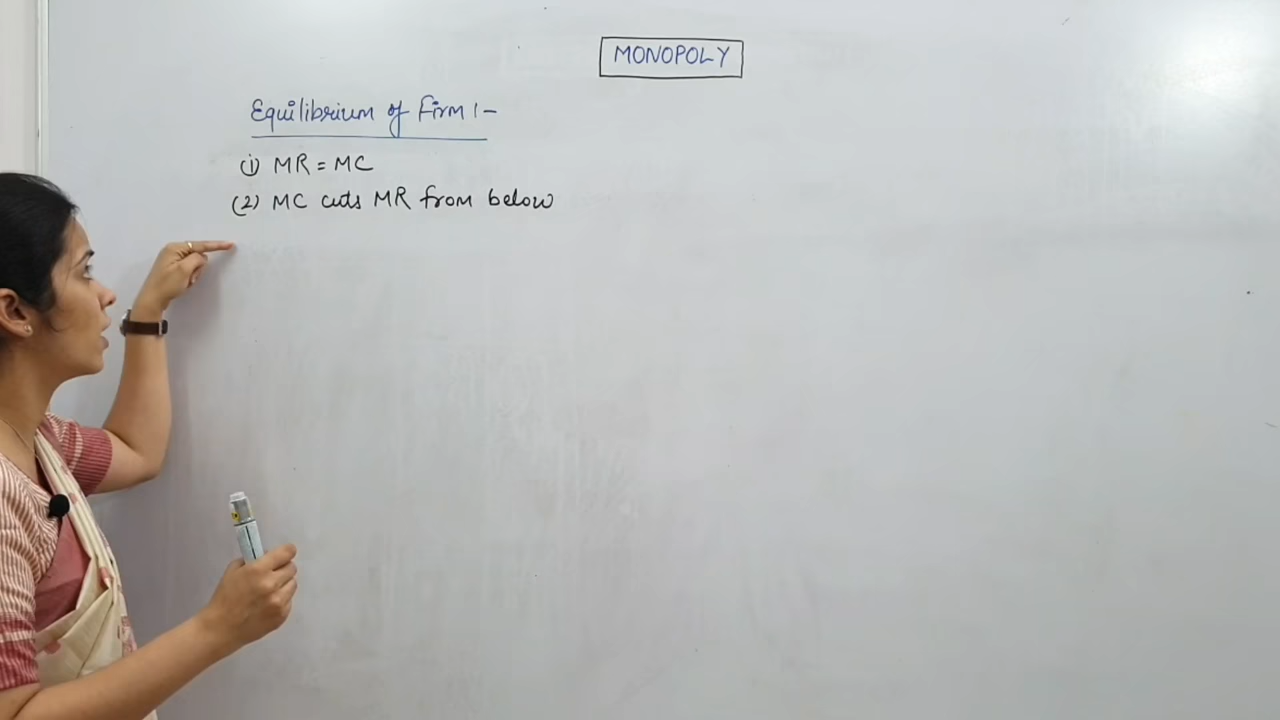 MONOPOLY
Equilibrium of Firm :-
(1) MR = MC
(2) MC cuts MR from below